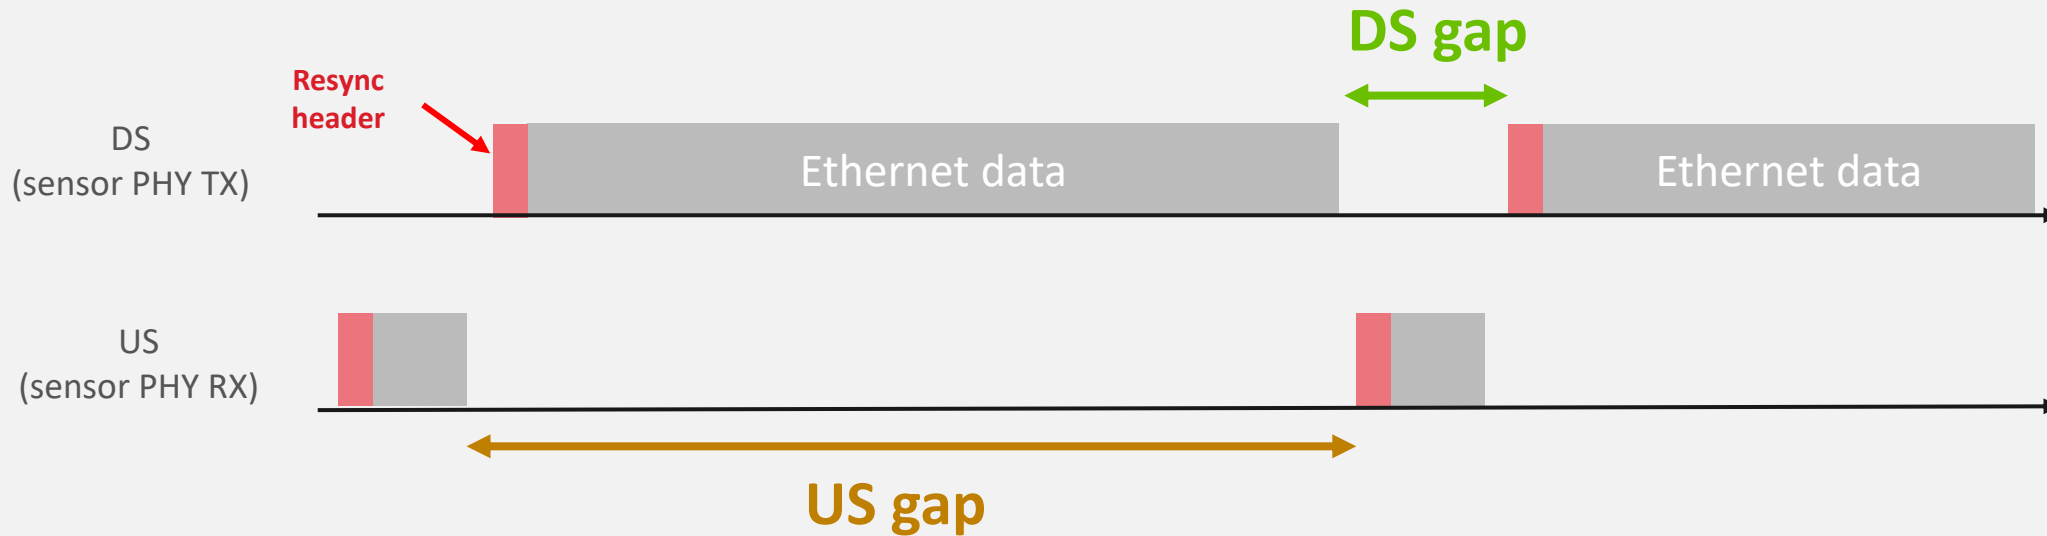 DS gap
Resync
header
DS
(sensor PHY TX)
Ethernet data
Ethernet data
US
(sensor PHY RX)
US gap